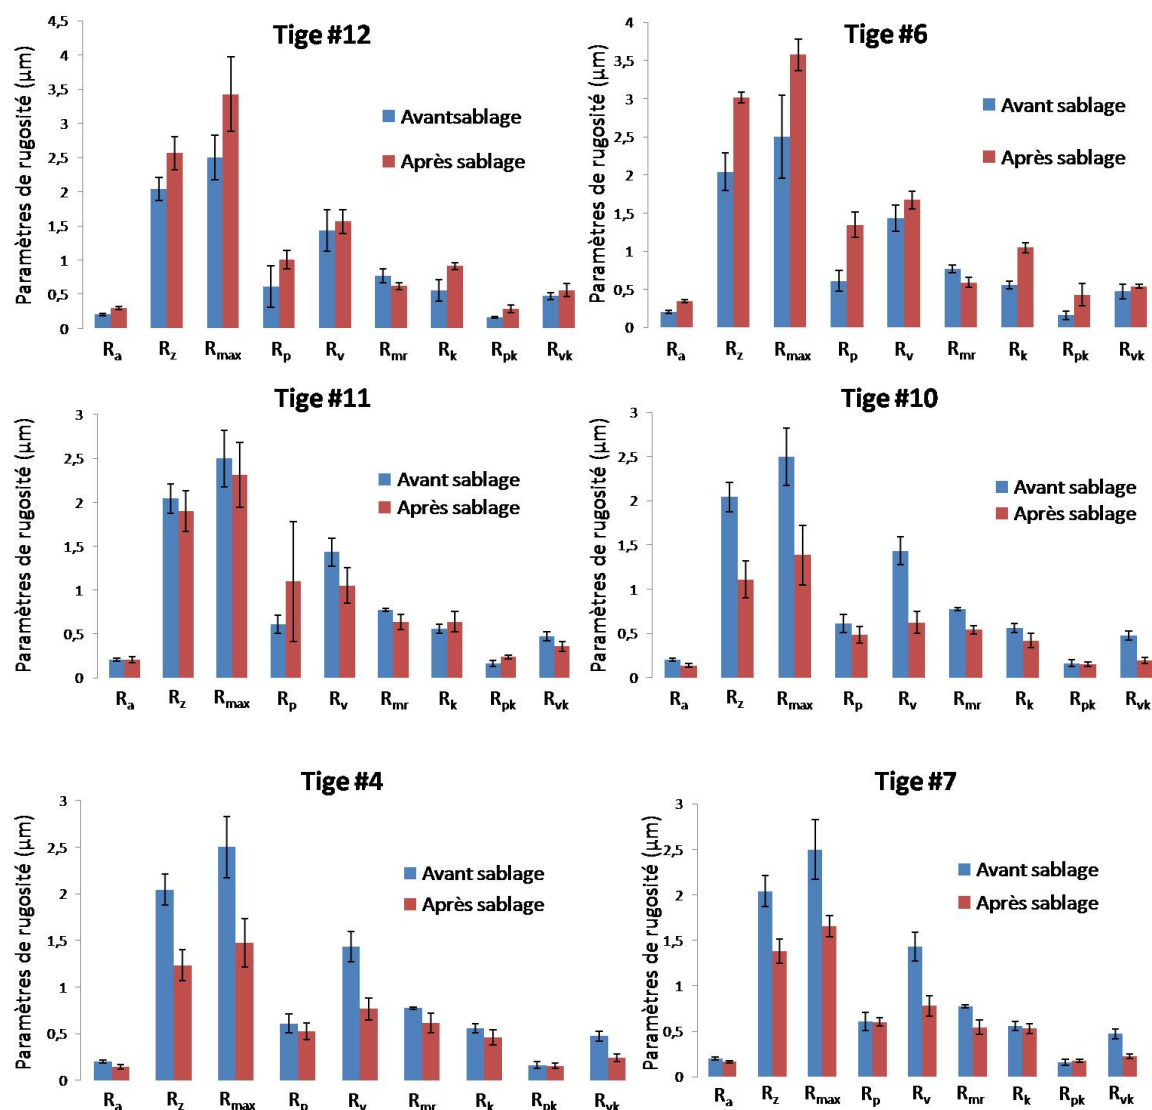 Tige #12
Paramètres de rugosité (µm)
4,5
4
3,5
3
2,5
2
1,5
1
0,5
0
Avantsablage
Après sablage
Ra Rz Rmax Rp Rv Rmr Rk Rpk Rvk
Tige #6
Paramètres de rugosité (µm)
4
3,5
3
2,5
2
1,5
1
0,5
0
Avant sablage
Après sablage
Ra Rz Rmax Rp Rv Rmr Rk Rpk Rvk
Tige #11
Paramètres de rugosité (µm)
3
2,5
2
1,5
1
0,5
0
Avant sablage
Après sablage
Ra Rz Rmax Rp Rv Rmr Rk Rpk Rvk
Tige #10
Paramètres de rugosité (µm)
3
2,5
2
1,5
1
0,5
0
Avant sablage
Après sablage
Ra Rz Rmax Rp Rv Rmr Rk Rpk Rvk
Tige #4
Paramètres de rugosité (µm)
3
2,5
2
1,5
1
0,5
0
Avant sablage
Après sablage
Ra Rz Rmax Rp Rv Rmr Rk Rpk Rvk
Tige #7
Paramètres de rugosité (µm)
3
2,5
2
1,5
1
0,5
0
Avant sablage
Après sablage
Ra Rz Rmax Rp Rv Rmr Rk Rpk Rvk